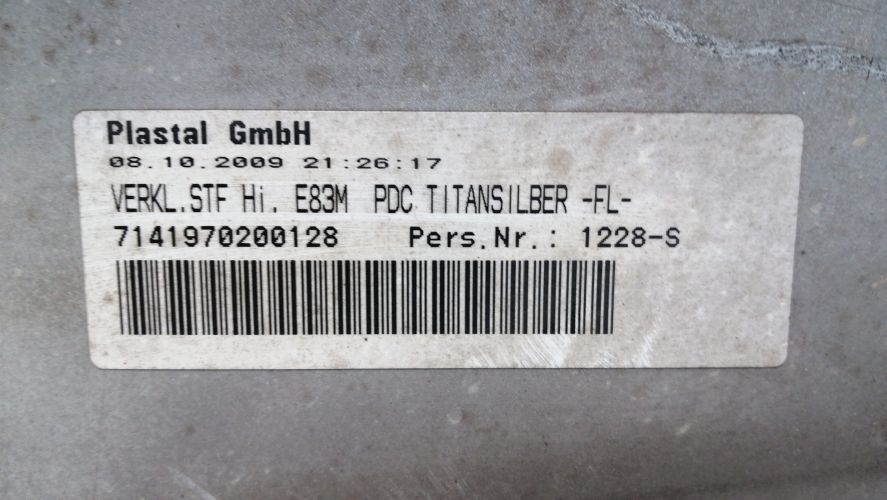 Plastal GmbH
08.10.2009 21:26:17
VERKL.STF Hi. E83M PDC TITANSILBER -FL-
7141970200128 Pers.Nr.: 1228-S